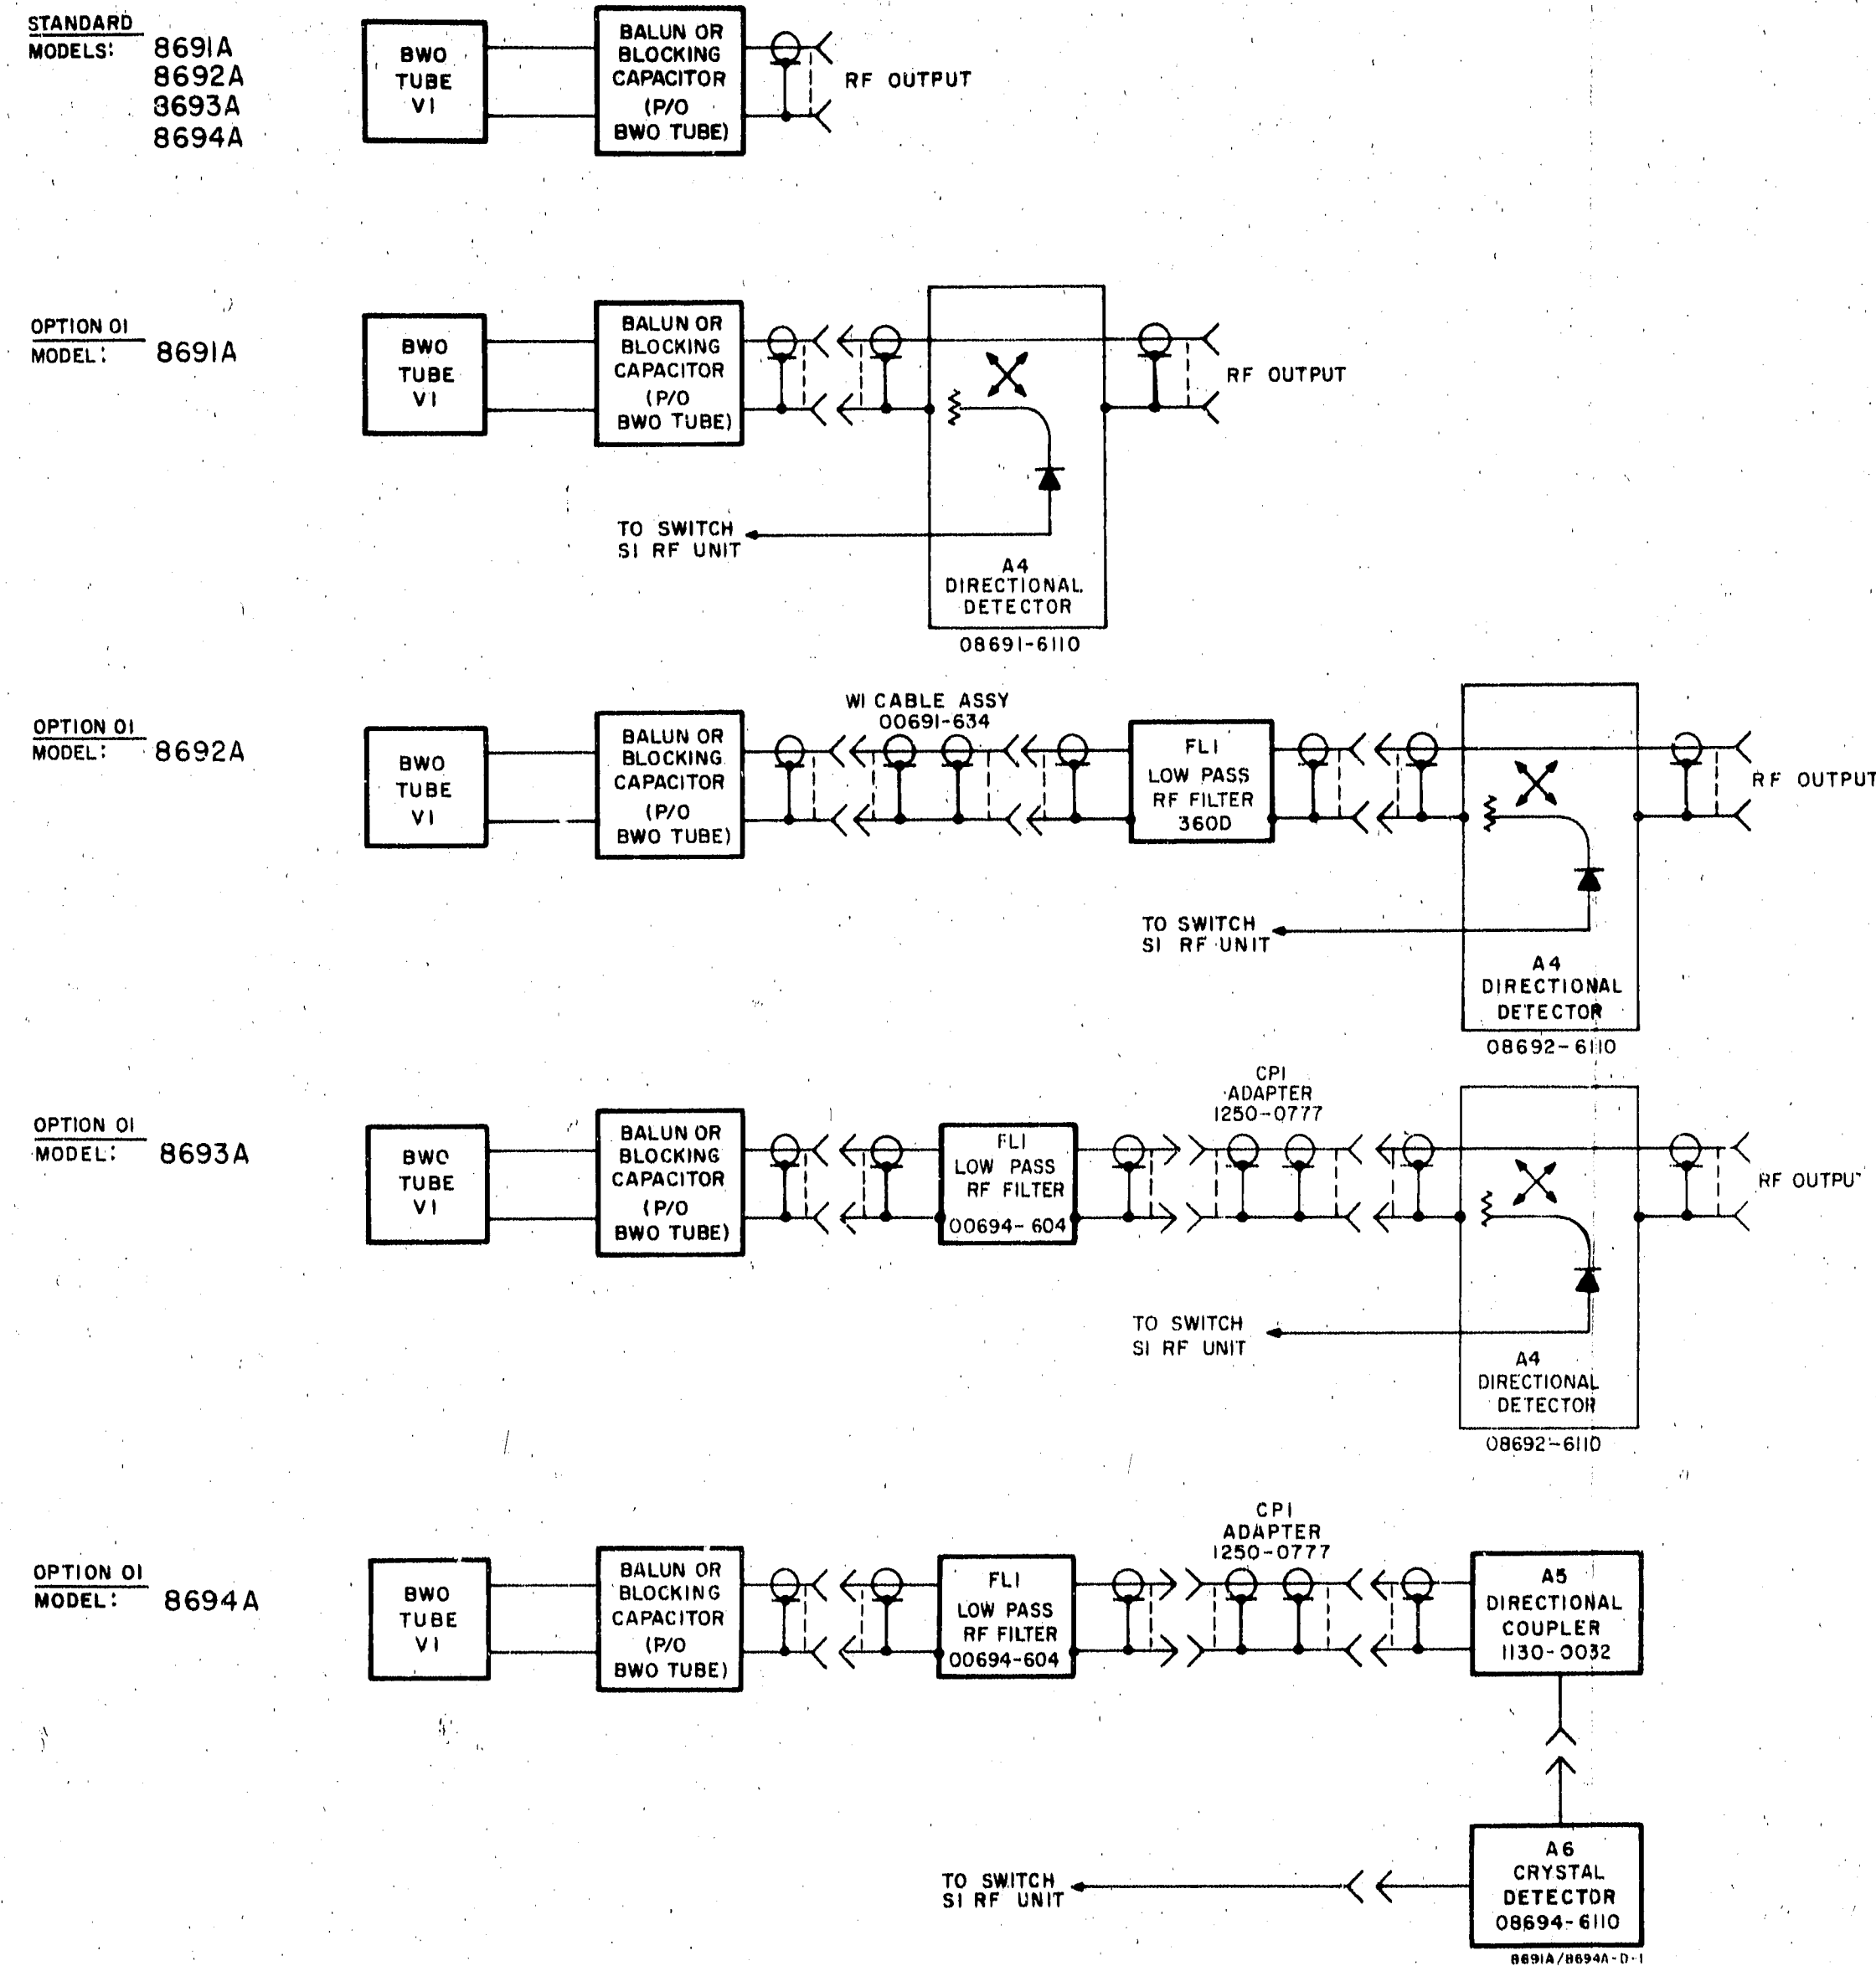 STANDARD
MODELS: 8691A
8692A
8693A
8694A
BWO
TUBE
V1
BALUN OR
BLOCKING
CAPACITOR
(P/O
BWO TUBE)
RF OUTPUT
OPTION 01
MODEL: 8691A
BWO
TUBE
V1
BALUN OR
BLOCKING
CAPACITOR
(P/O
BWO TUBE)
RF OUTPUT
TO SWITCH
S1 RF UNIT
A4
DIRECTIONAL
DETECTOR
08691-6110
OPTION 01
MODEL: 8692A
BWO
TUBE
V1
BALUN OR
BLOCKING
CAPACITOR
(P/O
BWO TUBE)
W1 CABLE ASSY
00691-634
FL1
LOW PASS
RF FILTER
360D
RF OUTPUT
TO SWITCH
S1 RF UNIT
A4
DIRECTIONAL
DETECTOR
08692-6110
OPTION 01
MODEL: 8693A
BWO
TUBE
V1
BALUN OR
BLOCKING
CAPACITOR
(P/O
BWO TUBE)
FL1
LOW PASS
RF FILTER
00694-604
CP1
ADAPTER
1250-0777
RF OUTPUT
TO SWITCH
S1 RF UNIT
A4
DIRECTIONAL
DETECTOR
08692-6110
OPTION 01
MODEL: 8694A
BWO
TUBE
V1
BALUN OR
BLOCKING
CAPACITOR
(P/O
BWO TUBE)
FL1
LOW PASS
RF FILTER
00694-604
CP1
ADAPTER
1250-0777
A5
DIRECTIONAL
COUPLER
1130-0032
TO SWITCH
S1 RF UNIT
A6
CRYSTAL
DETECTOR
08694-6110
8691A/8694A-D-1